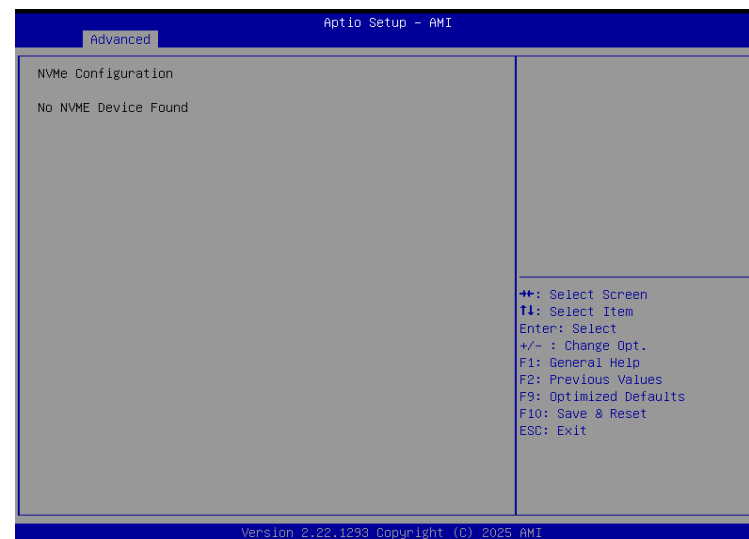 Aptio Setup – AMI
Advanced
NVMe Configuration
No NVME Device Found
→←: Select Screen
↑↓: Select Item
Enter: Select
+/- : Change Opt.
F1: General Help
F2: Previous Values
F9: Optimized Defaults
F10: Save & Reset
ESC: Exit
Version 2.22.1293 Copyright (C) 2025 AMI